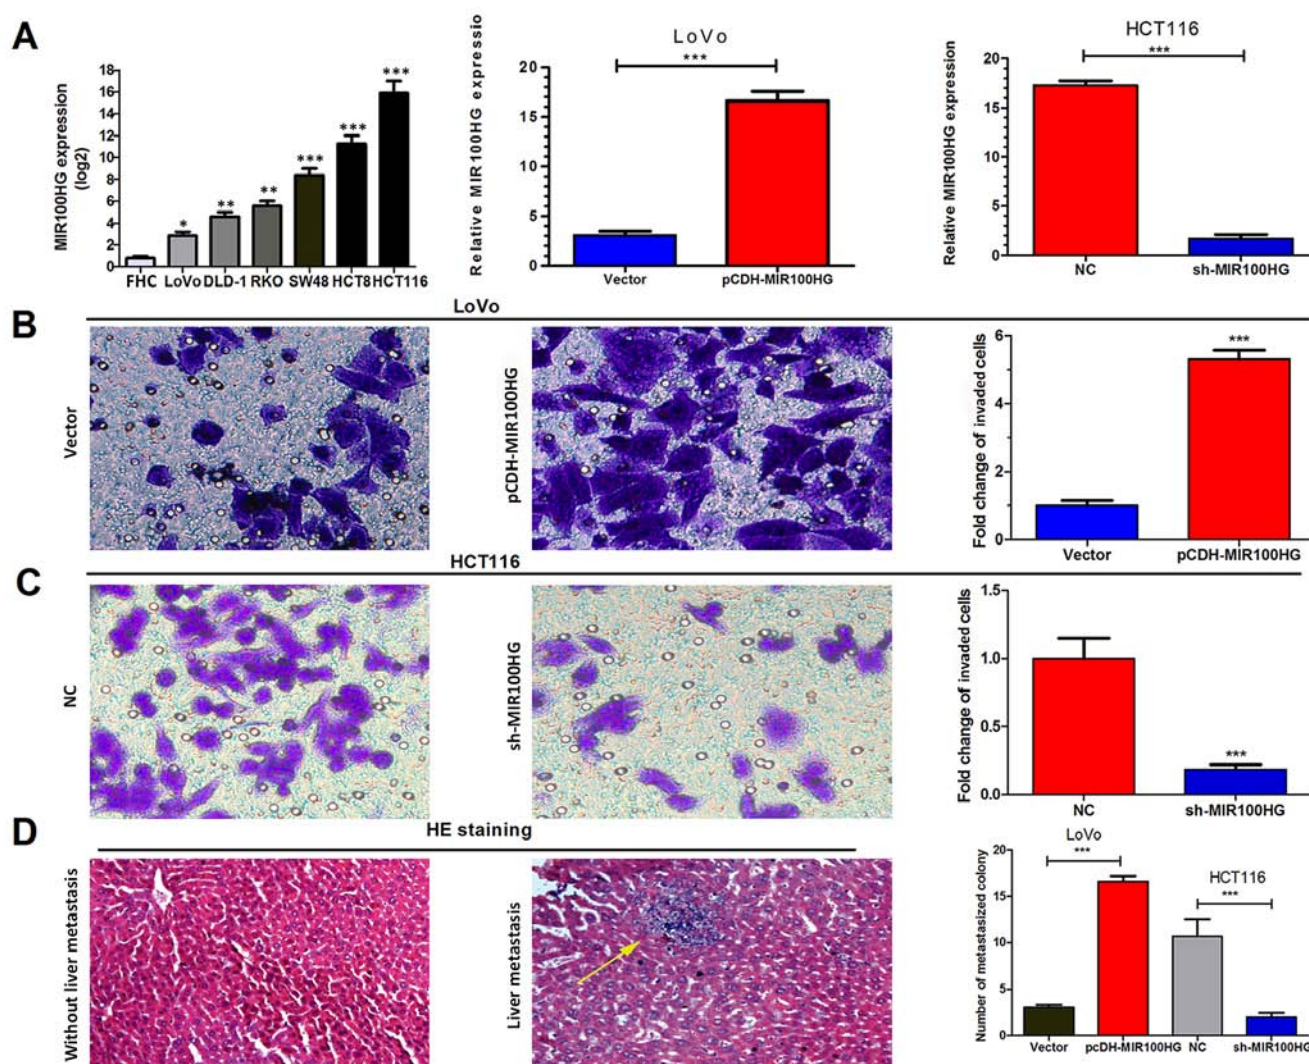 A
MIR100HG expression
(log2)
18
16
14
12
10
8
6
4
2
0
*
**
**
***
***
***
FHC LoVo DLD-1 RKO SW48 HCT8 HCT116
LoVo
***
Relative MIR100HG expressio
20
15
10
5
0
Vector pCDH-MIR100HG
HCT116
***
Relative MIR100HG expression
20
15
10
5
0
NC sh-MIR100HG
B
LoVo
Vector
pCDH-MIR100HG
Fold change of invaded cells
6
4
2
0
***
Vector pCDH-MIR100HG
C
HCT116
NC
sh-MIR100HG
Fold change of invaded cells
1.5
1.0
0.5
0.0
***
NC sh-MIR100HG
D
HE staining
Without liver metastasis
Liver metastasis
Number of metastasized colony
20
15
10
5
0
LoVo
***
HCT116
***
Vector pcDH-MIR100HG NC sh-MIR100HG